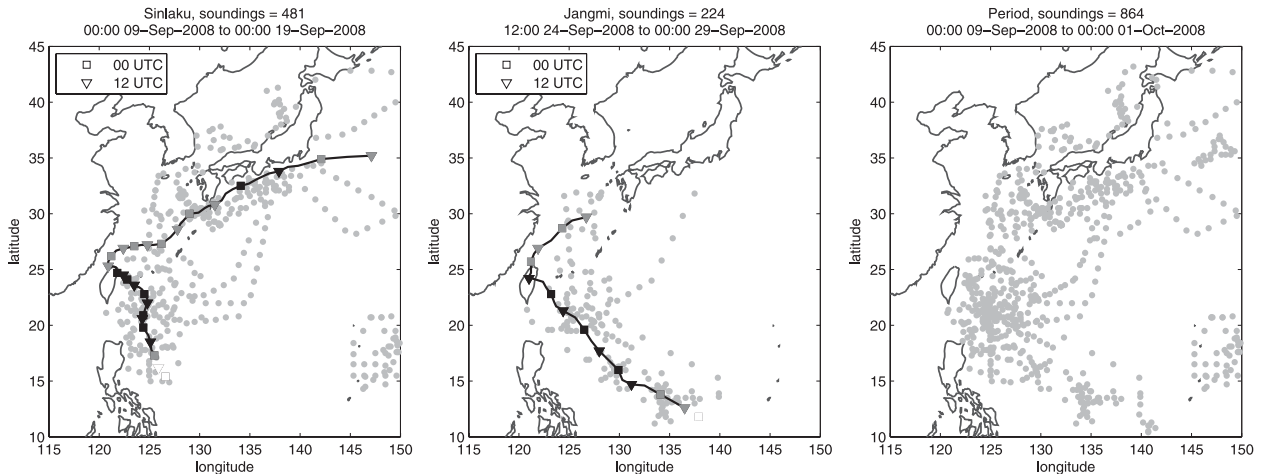 Sinlaku, soundings = 481
00:00 09–Sep–2008 to 00:00 19–Sep–2008
45
40
35
30
25
20
15
10
latitude
00 UTC
12 UTC
115 120 125 130 135 140 145 150
longitude
Jangmi, soundings = 224
12:00 24–Sep–2008 to 00:00 29–Sep–2008
45
40
35
30
25
20
15
10
latitude
00 UTC
12 UTC
115 120 125 130 135 140 145 150
longitude
Period, soundings = 864
00:00 09–Sep–2008 to 00:00 01–Oct–2008
45
40
35
30
25
20
15
10
latitude
115 120 125 130 135 140 145 150
longitude